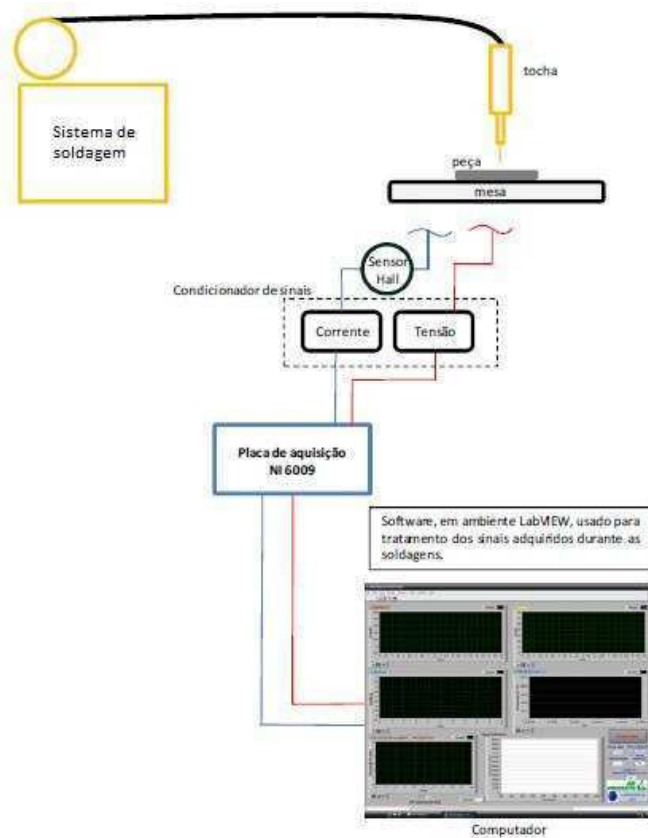 tocha
Sistema de
soldagem
peça
mesa
Sensor
Hall
Condicionador de sinais
Corrente
Tensão
Placa de aquisição
NI 6009
Software, em ambiente LabVIEW, usado para
tratamento dos sinais adquiridos durante as
soldagens.
Computador